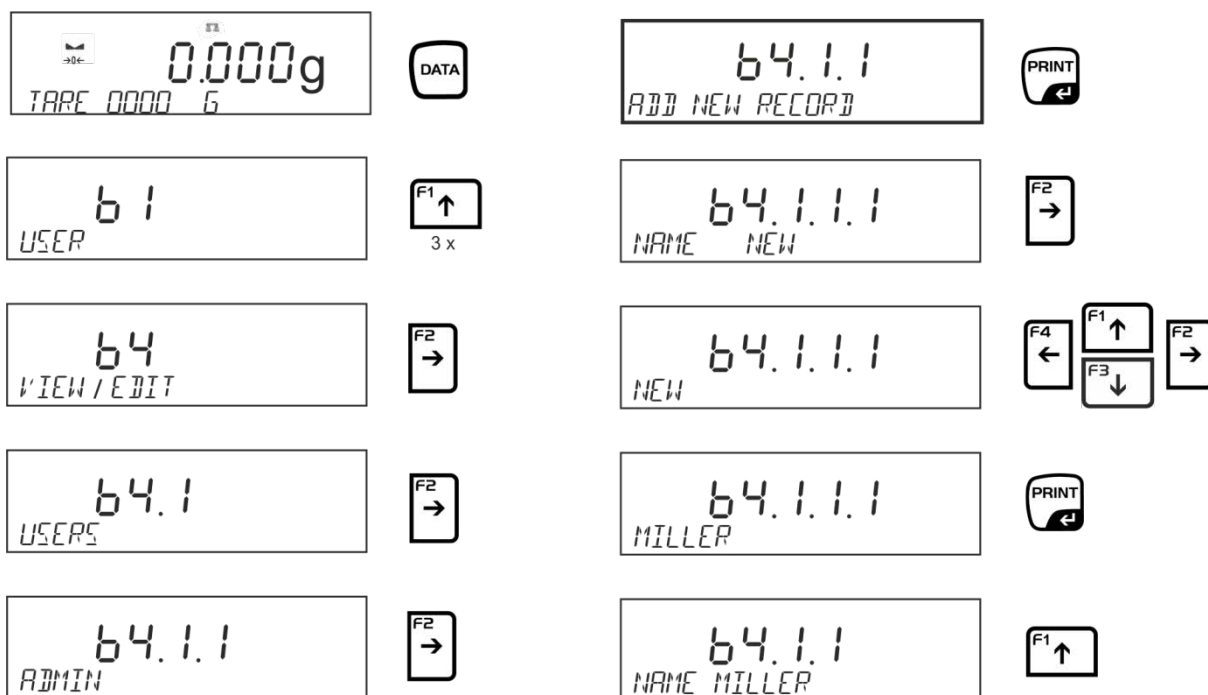 →0←
0.000g
TARE 0000 G
DATA
b1
USER
F1 ↑
3 x
b4
VIEW/EDIT
F2 →
b4.1
USERS
F2 →
b4.1.1
ADMIN
F2 →
b4.1.1
ADD NEW RECORD
PRINT
b4.1.1.1
NAME NEW
F2 →
b4.1.1.1
NEW
F4 ←
F1 ↑
F3 ↓
F2 →
b4.1.1.1
MILLER
PRINT
b4.1.1
NAME MILLER
F1 ↑